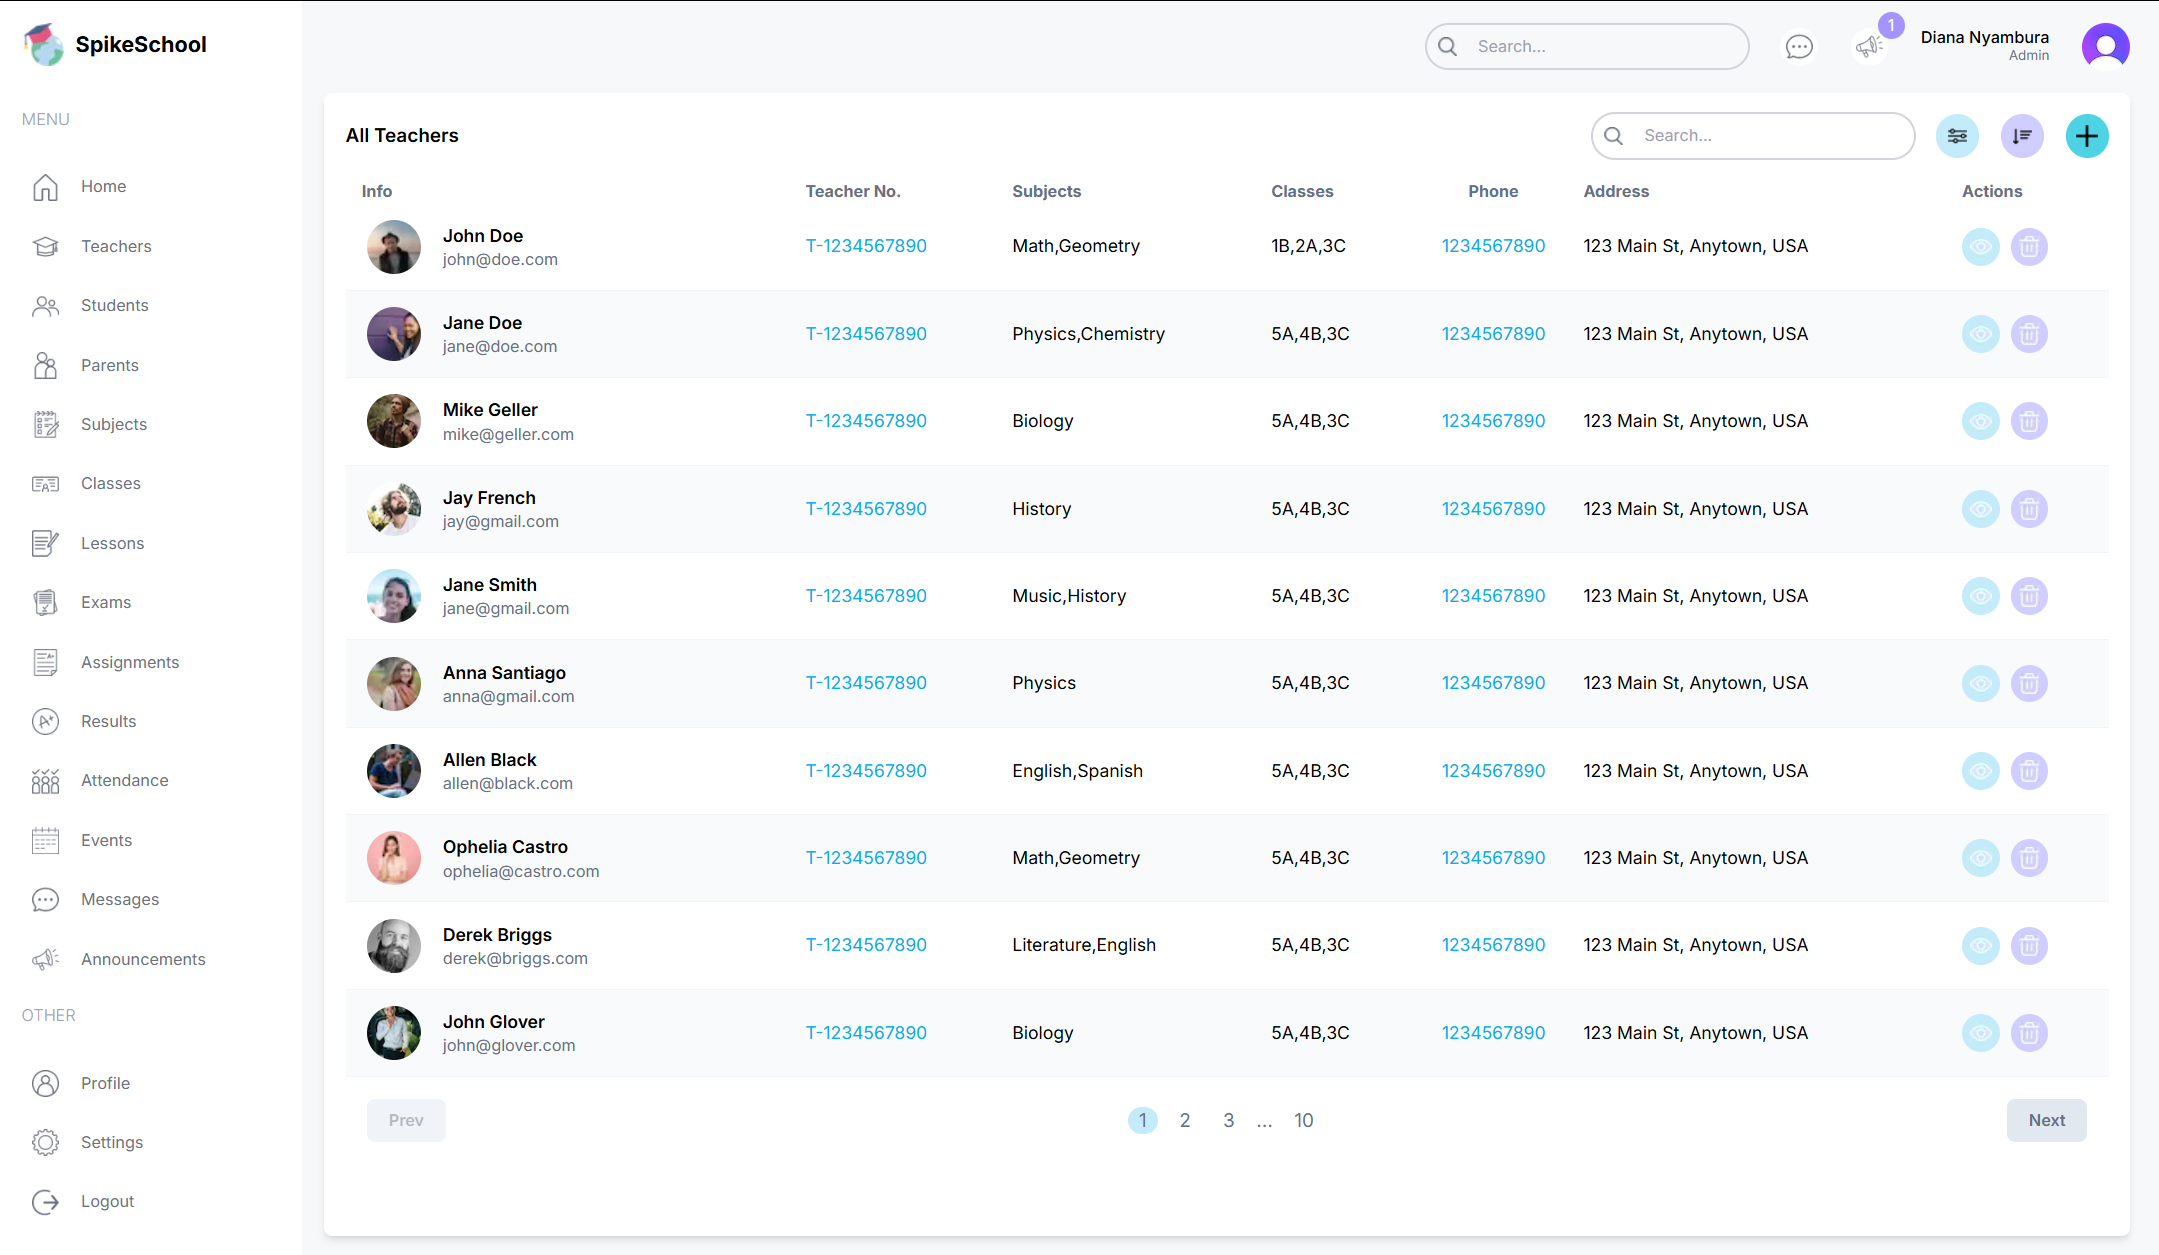 SpikeSchool
Search...
1
Diana Nyambura
Admin
MENU
Home
Teachers
Students
Parents
Subjects
Classes
Lessons
Exams
Assignments
Results
Attendance
Events
Messages
Announcements
OTHER
Profile
Settings
Logout
All Teachers
Search...
Info Teacher No. Subjects Classes Phone Address Actions
John Doe
john@doe.com
T-1234567890 Math,Geometry 1B,2A,3C 1234567890 123 Main St, Anytown, USA
Jane Doe
jane@doe.com
T-1234567890 Physics,Chemistry 5A,4B,3C 1234567890 123 Main St, Anytown, USA
Mike Geller
mike@geller.com
T-1234567890 Biology 5A,4B,3C 1234567890 123 Main St, Anytown, USA
Jay French
jay@gmail.com
T-1234567890 History 5A,4B,3C 1234567890 123 Main St, Anytown, USA
Jane Smith
jane@gmail.com
T-1234567890 Music,History 5A,4B,3C 1234567890 123 Main St, Anytown, USA
Anna Santiago
anna@gmail.com
T-1234567890 Physics 5A,4B,3C 1234567890 123 Main St, Anytown, USA
Allen Black
allen@black.com
T-1234567890 English,Spanish 5A,4B,3C 1234567890 123 Main St, Anytown, USA
Ophelia Castro
ophelia@castro.com
T-1234567890 Math,Geometry 5A,4B,3C 1234567890 123 Main St, Anytown, USA
Derek Briggs
derek@briggs.com
T-1234567890 Literature,English 5A,4B,3C 1234567890 123 Main St, Anytown, USA
John Glover
john@glover.com
T-1234567890 Biology 5A,4B,3C 1234567890 123 Main St, Anytown, USA
Prev 1 2 3 ... 10 Next